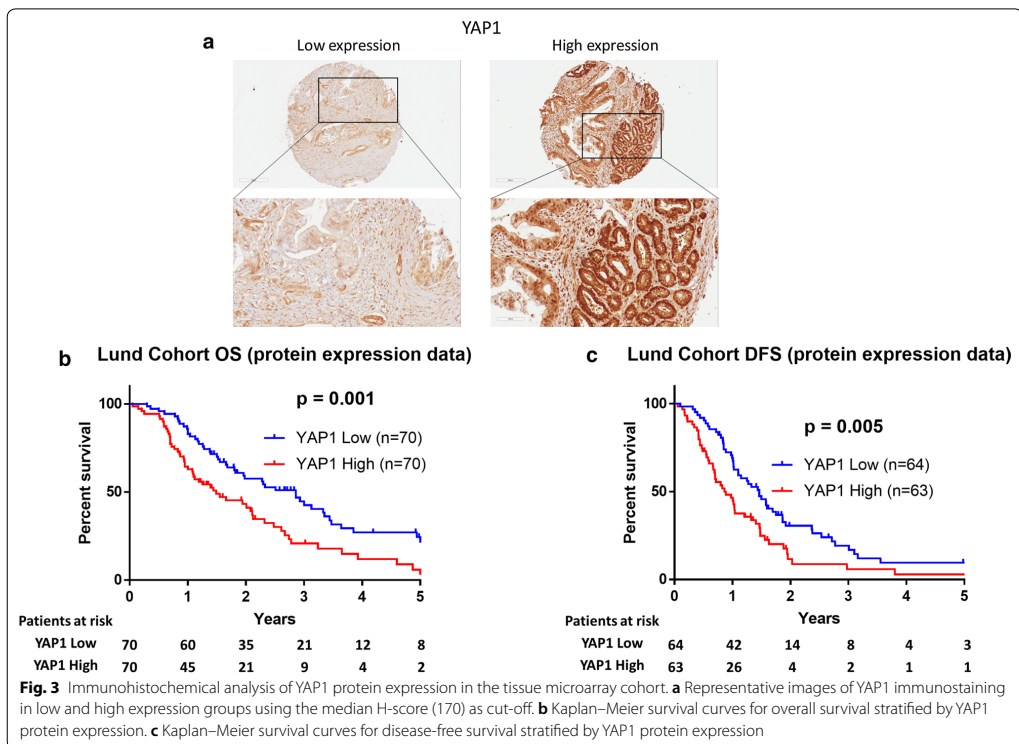 YAP1
a
Low expression
High expression
b Lund Cohort OS (protein expression data)
100
50
0
Percent survival
p = 0.001
YAP1 Low (n=70)
YAP1 High (n=70)
0 1 2 3 4 5
Years
Patients at risk
YAP1 Low 70 60 35 21 12 8
YAP1 High 70 45 21 9 4 2
c Lund Cohort DFS (protein expression data)
100
50
0
Percent survival
p = 0.005
YAP1 Low (n=64)
YAP1 High (n=63)
0 1 2 3 4 5
Years
Patients at risk
YAP1 Low 64 42 14 8 4 3
YAP1 High 63 26 4 2 1 1
Fig. 3 Immunohistochemical analysis of YAP1 protein expression in the tissue microarray cohort. a Representative images of YAP1 immunostaining
in low and high expression groups using the median H-score (170) as cut-off. b Kaplan–Meier survival curves for overall survival stratified by YAP1
protein expression. c Kaplan–Meier survival curves for disease-free survival stratified by YAP1 protein expression